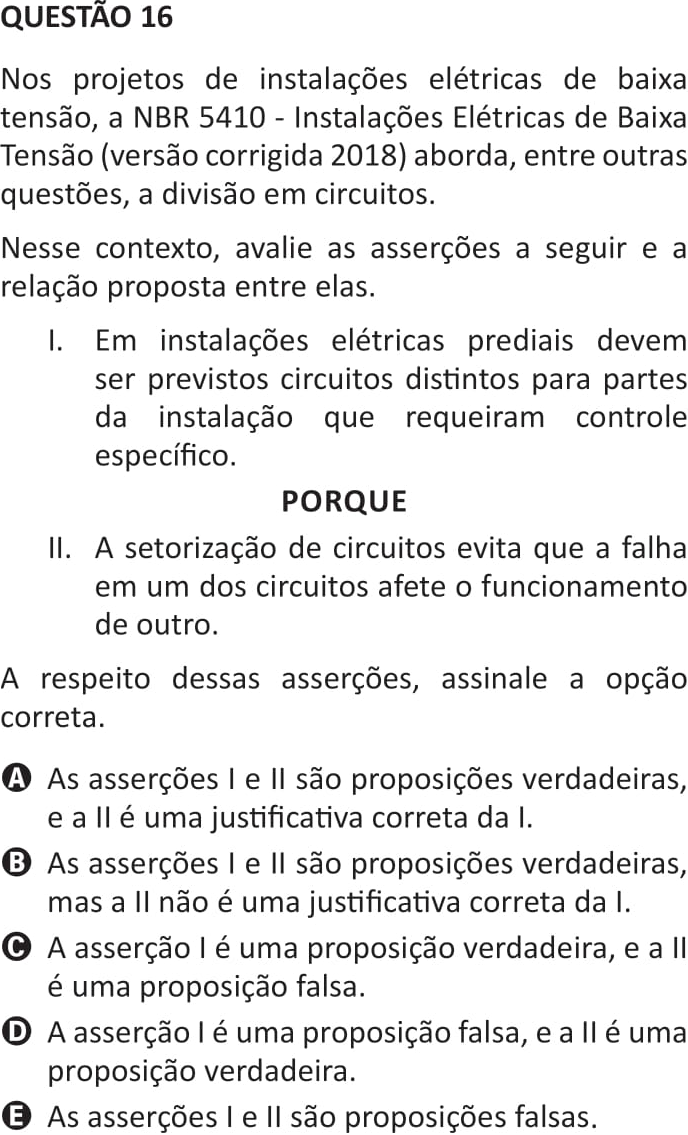 QUESTÃO 16
Nos projetos de instalações elétricas de baixa
tensão, a NBR 5410 - Instalações Elétricas de Baixa
Tensão (versão corrigida 2018) aborda, entre outras
questões, a divisão em circuitos.
Nesse contexto, avalie as asserções a seguir e a
relação proposta entre elas.
I. Em instalações elétricas prediais devem
ser previstos circuitos distintos para partes
da instalação que requeiram controle
específico.
PORQUE
II. A setorização de circuitos evita que a falha
em um dos circuitos afete o funcionamento
de outro.
A respeito dessas asserções, assinale a opção
correta.
A As asserções I e II são proposições verdadeiras,
e a II é uma justificativa correta da I.
B As asserções I e II são proposições verdadeiras,
mas a II não é uma justificativa correta da I.
C A asserção I é uma proposição verdadeira, e a II
é uma proposição falsa.
D A asserção I é uma proposição falsa, e a II é uma
proposição verdadeira.
E As asserções I e II são proposições falsas.